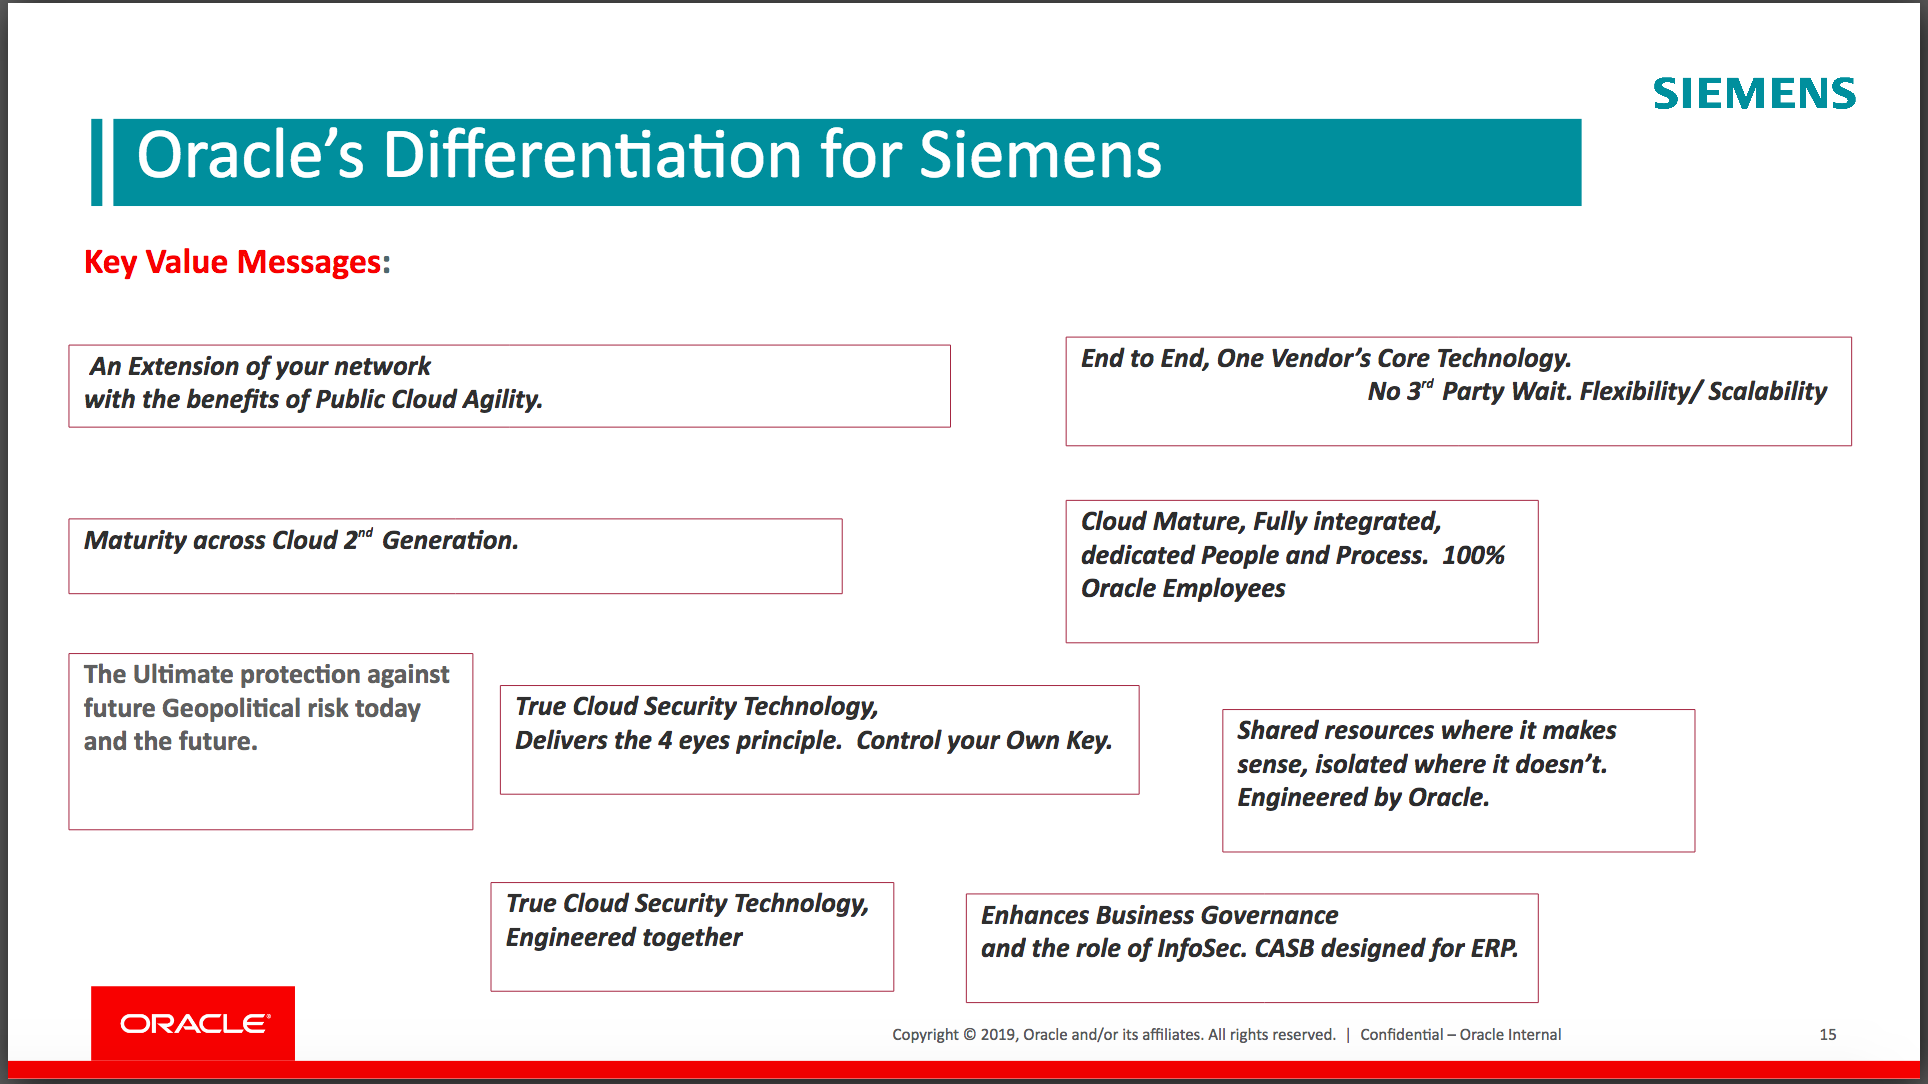 SIEMENS
Oracle’s Differentiation for Siemens
Key Value Messages:
An Extension of your network
with the benefits of Public Cloud Agility.
End to End, One Vendor’s Core Technology.
No 3rd Party Wait. Flexibility/ Scalability
Maturity across Cloud 2nd Generation.
Cloud Mature, Fully integrated,
dedicated People and Process. 100%
Oracle Employees
The Ultimate protection against
future Geopolitical risk today
and the future.
True Cloud Security Technology,
Delivers the 4 eyes principle. Control your Own Key.
Shared resources where it makes
sense, isolated where it doesn’t.
Engineered by Oracle.
True Cloud Security Technology,
Engineered together
Enhances Business Governance
and the role of InfoSec. CASB designed for ERP.
ORACLE®
Copyright © 2019, Oracle and/or its affiliates. All rights reserved. | Confidential – Oracle Internal
15